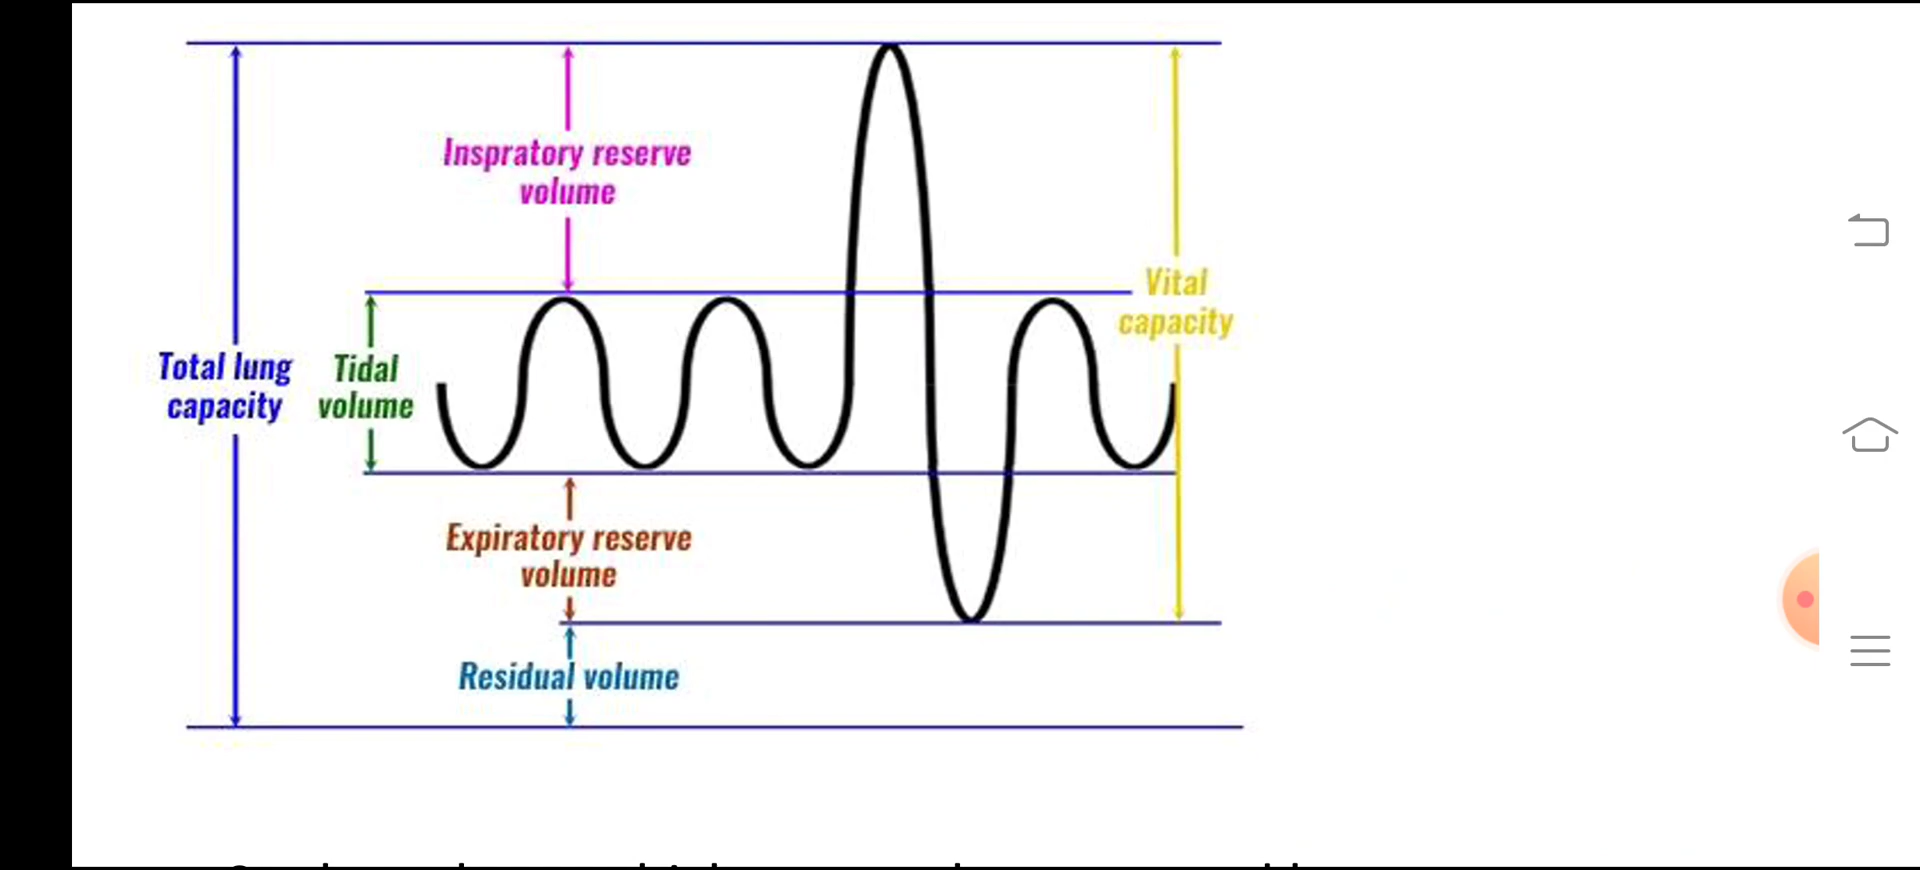 Inspratory reserve
volume
Total lung
capacity
Tidal
volume
Vital
capacity
Expiratory reserve
volume
Residual volume